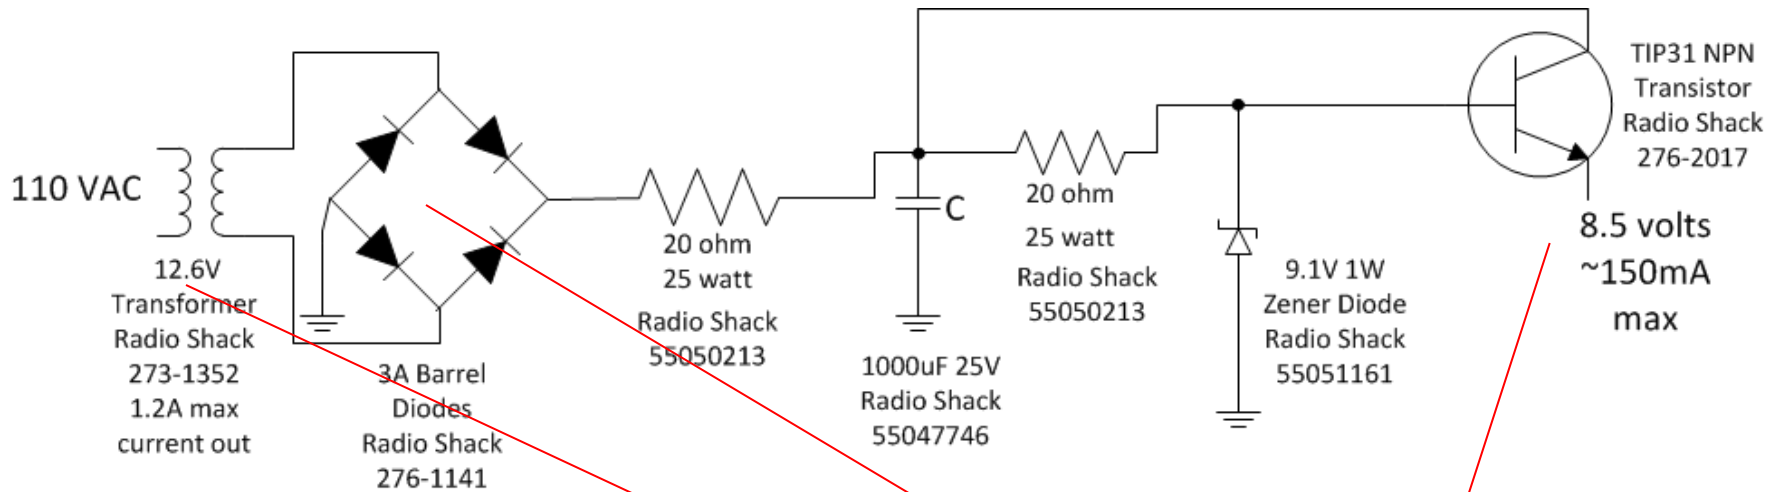 110 VAC
12.6V
Transformer
Radio Shack
273-1352
1.2A max
current out
3A Barrel
Diodes
Radio Shack
276-1141
20 ohm
25 watt
Radio Shack
55050213
C
1000uF 25V
Radio Shack
55047746
20 ohm
25 watt
Radio Shack
55050213
9.1V 1W
Zener Diode
Radio Shack
55051161
TIP31 NPN
Transistor
Radio Shack
276-2017
8.5 volts
~150mA
max